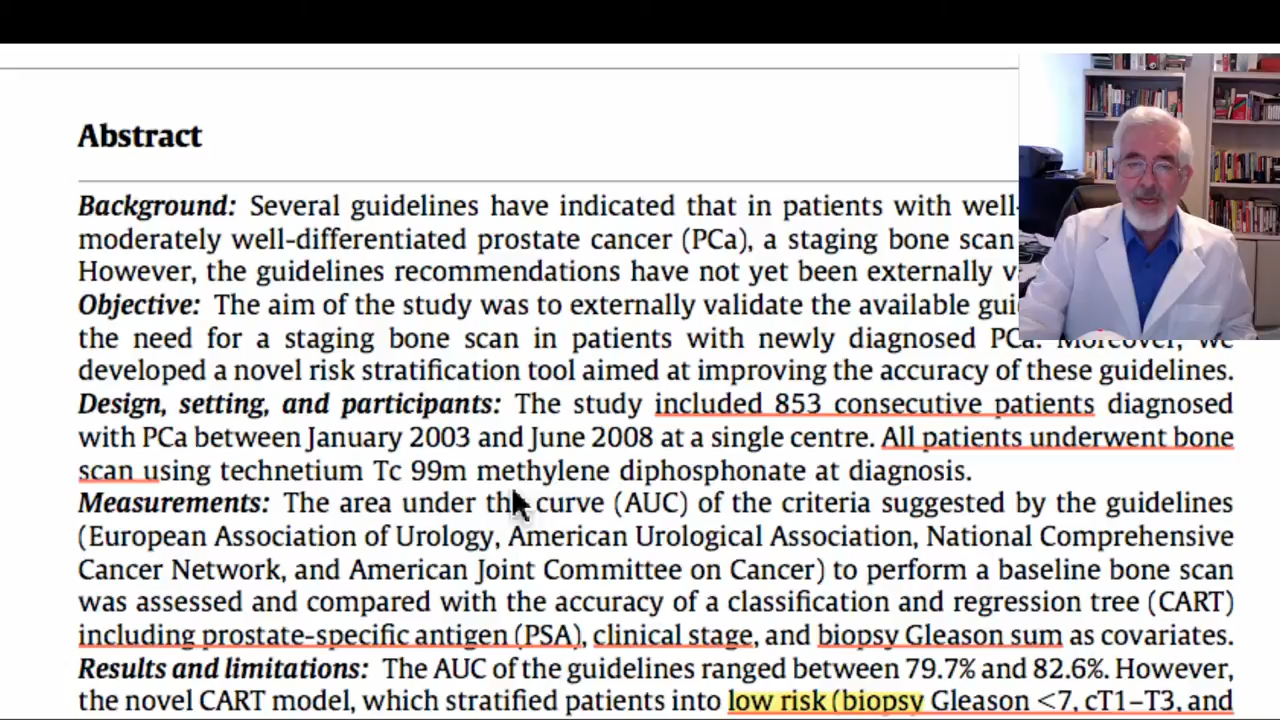 Abstract
Background: Several guidelines have indicated that in patients with well-
moderately well-differentiated prostate cancer (PCa), a staging bone scan
However, the guidelines recommendations have not yet been externally v
Objective: The aim of the study was to externally validate the available gui
the need for a staging bone scan in patients with newly diagnosed PCa. Moreover, we
developed a novel risk stratification tool aimed at improving the accuracy of these guidelines.
Design, setting, and participants: The study included 853 consecutive patients diagnosed
with PCa between January 2003 and June 2008 at a single centre. All patients underwent bone
scan using technetium Tc 99m methylene diphosphonate at diagnosis.
Measurements: The area under the curve (AUC) of the criteria suggested by the guidelines
(European Association of Urology, American Urological Association, National Comprehensive
Cancer Network, and American Joint Committee on Cancer) to perform a baseline bone scan
was assessed and compared with the accuracy of a classification and regression tree (CART)
including prostate-specific antigen (PSA), clinical stage, and biopsy Gleason sum as covariates.
Results and limitations: The AUC of the guidelines ranged between 79.7% and 82.6%. However,
the novel CART model, which stratified patients into low risk (biopsy Gleason <7, cT1–T3, and